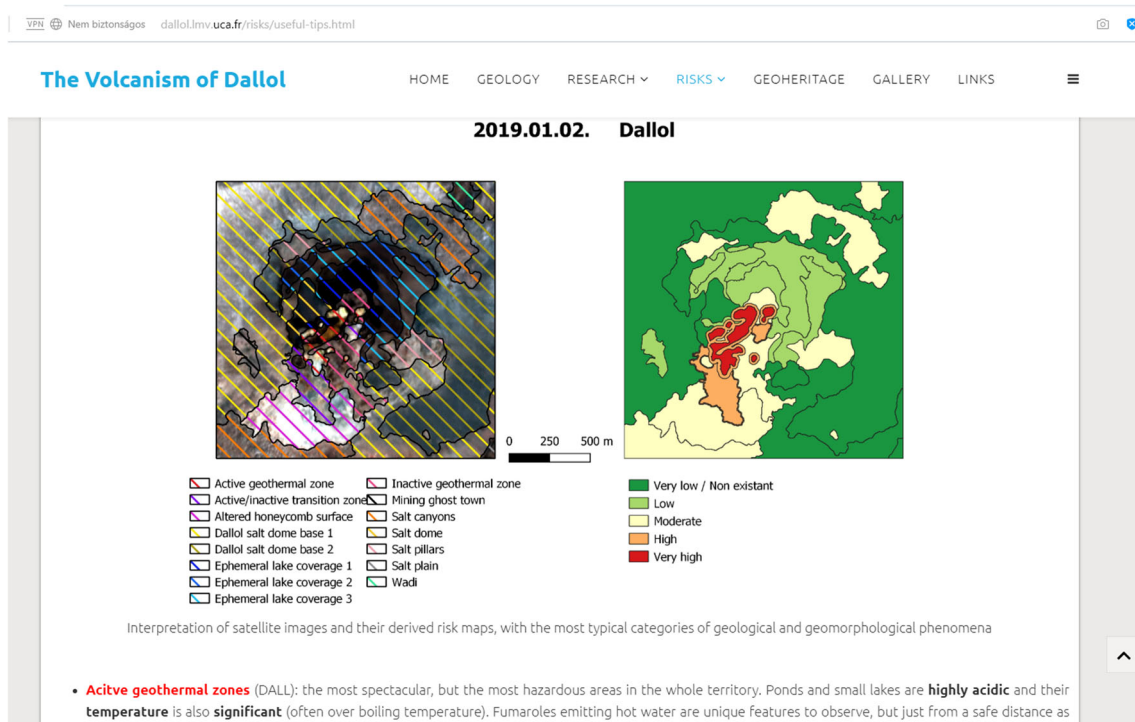 VPN Nem biztonságos dallol.lmv.uca.fr/risks/useful-tips.html
The Volcanism of Dallol HOME GEOLOGY RESEARCH RISKS GEOHERITAGE GALLERY LINKS
2019.01.02. Dallol
0 250 500 m
Active geothermal zone
Active/inactive transition zone
Altered honeycomb surface
Dallol salt dome base 1
Dallol salt dome base 2
Ephemeral lake coverage 1
Ephemeral lake coverage 2
Ephemeral lake coverage 3
Inactive geothermal zone
Mining ghost town
Salt canyons
Salt dome
Salt pillars
Salt plain
Wadi
Very low / Non existant
Low
Moderate
High
Very high
Interpretation of satellite images and their derived risk maps, with the most typical categories of geological and geomorphological phenomena
• Acitve geothermal zones (DALL): the most spectacular, but the most hazardous areas in the whole territory. Ponds and small lakes are highly acidic and their
temperature is also significant (often over boiling temperature). Fumaroles emitting hot water are unique features to observe, but just from a safe distance as